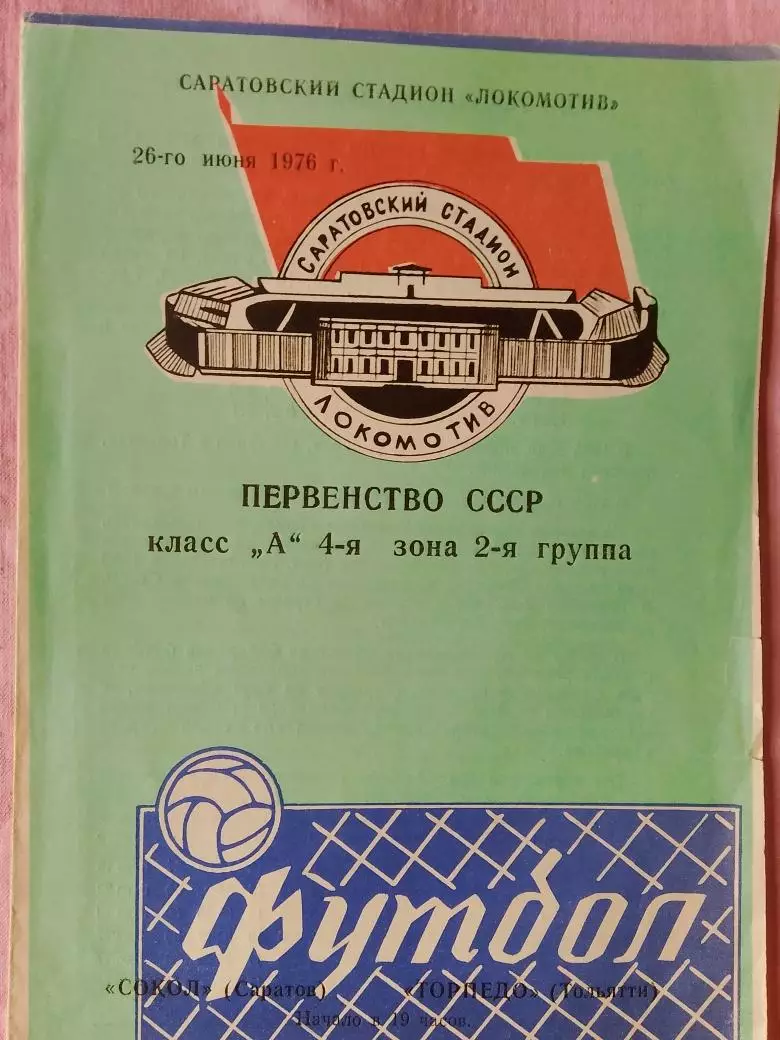 САРАТОВСКИЙ СТАДИОН «ЛОКОМОТИВ»
26-го июня 1976 г.
САРАТОВСКИЙ СТАДИОН
ЛОКОМОТИВ
ПЕРВЕНСТВО СССР
класс „А“ 4-я зона 2-я группа
Футбол
«СОКОЛ» (Саратов) «ТОРПЕДО» (Тольятти)
Начало в 19 часов.